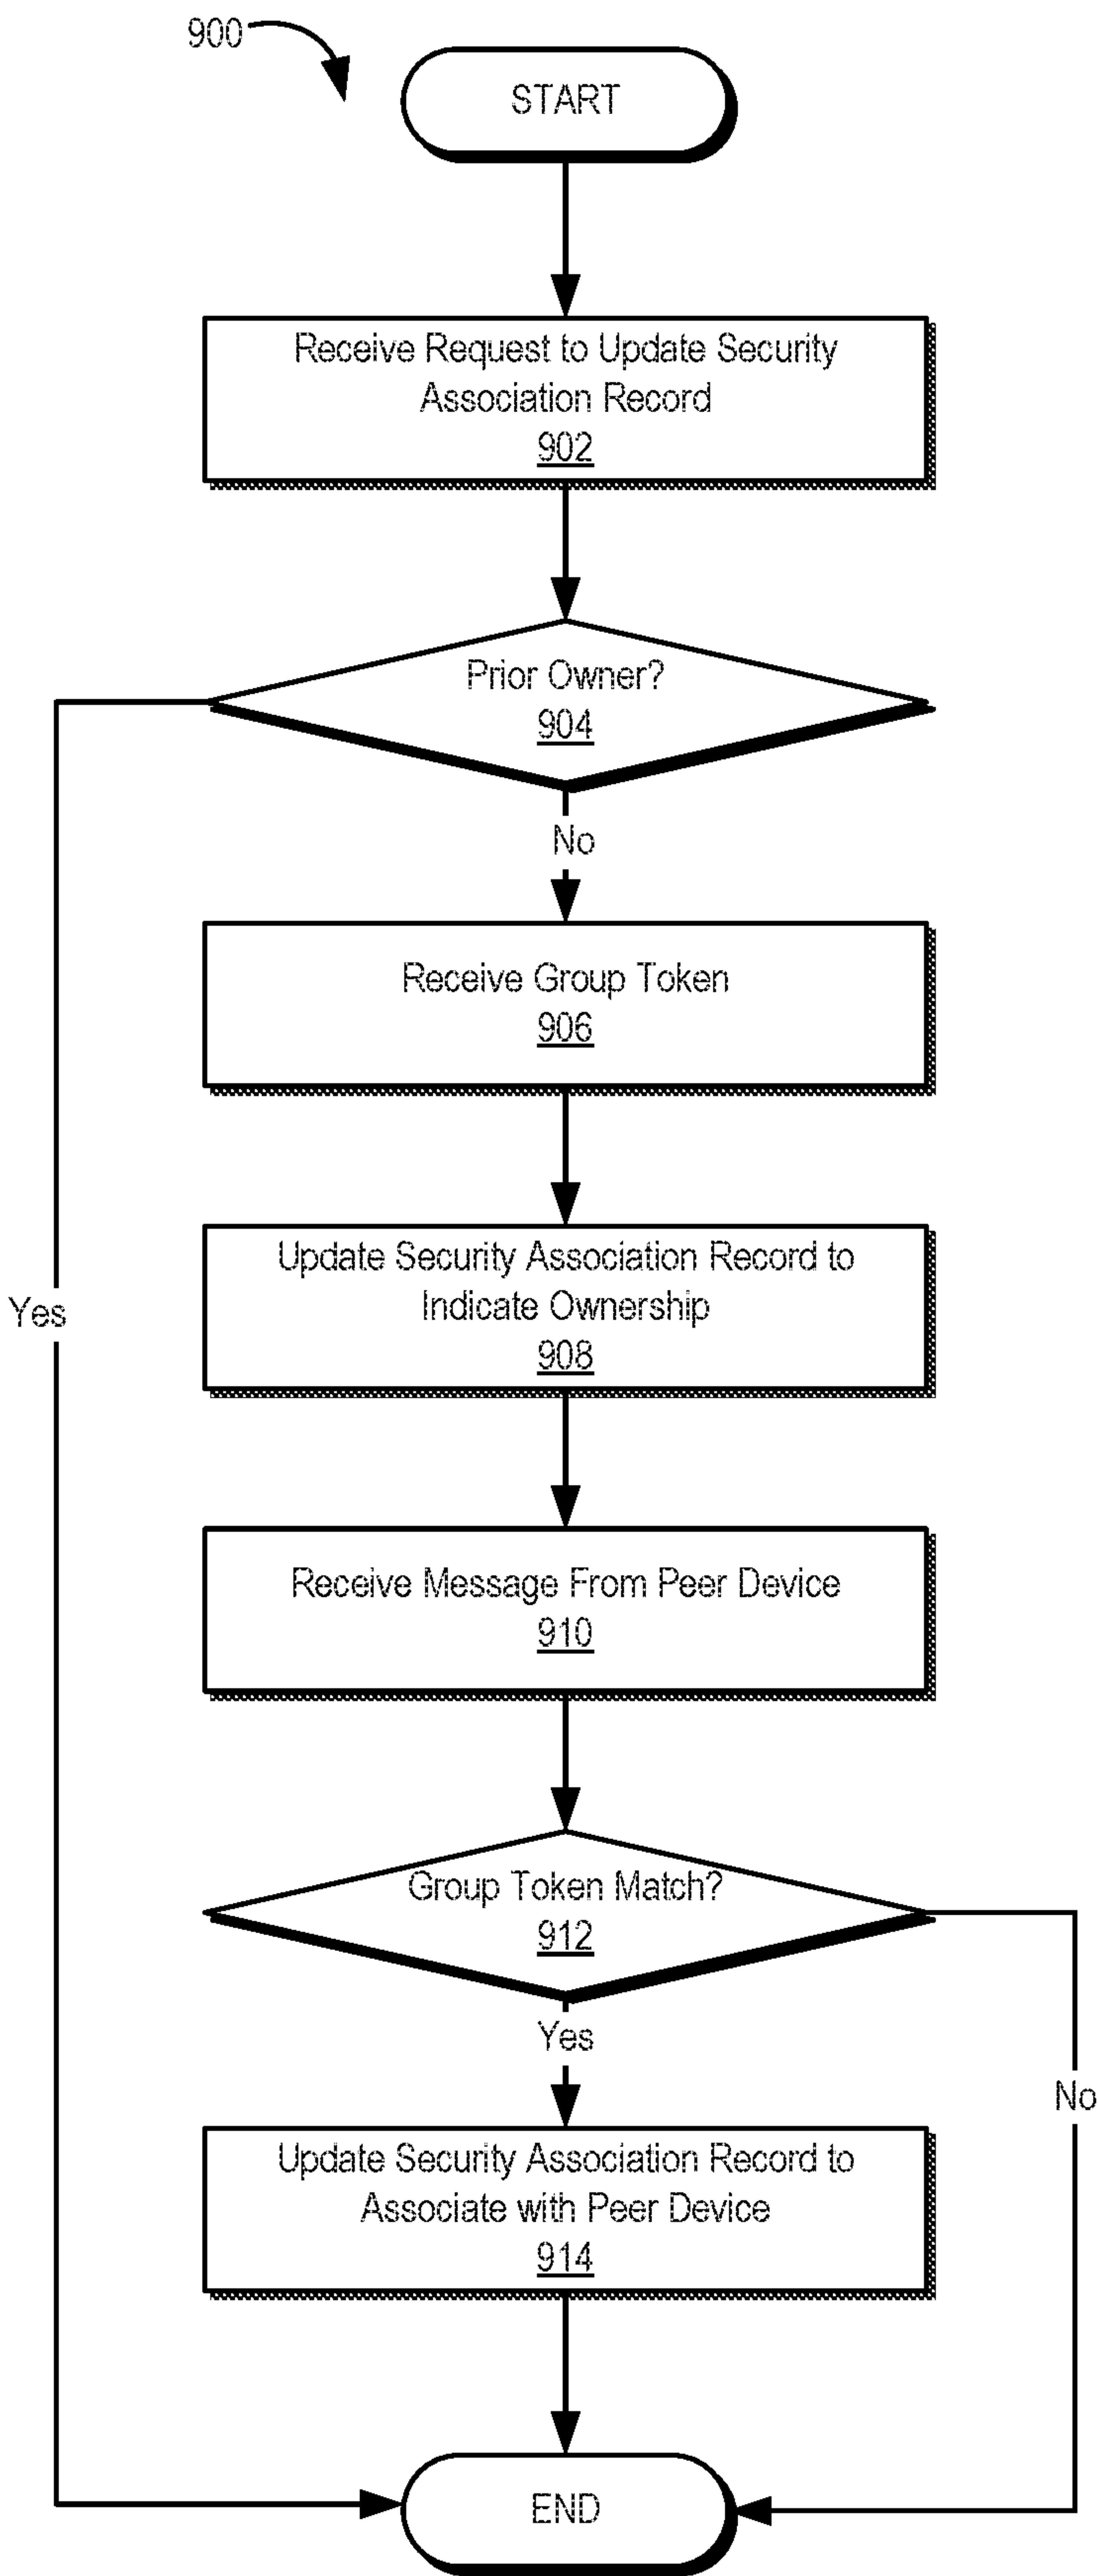 900
START
Receive Request to Update Security
Association Record
902
Prior Owner?
904
No
Receive Group Token
906
Update Security Association Record to
Indicate Ownership
908
Yes
Receive Message From Peer Device
910
Group Token Match?
912
Yes
No
Update Security Association Record to
Associate with Peer Device
914
END